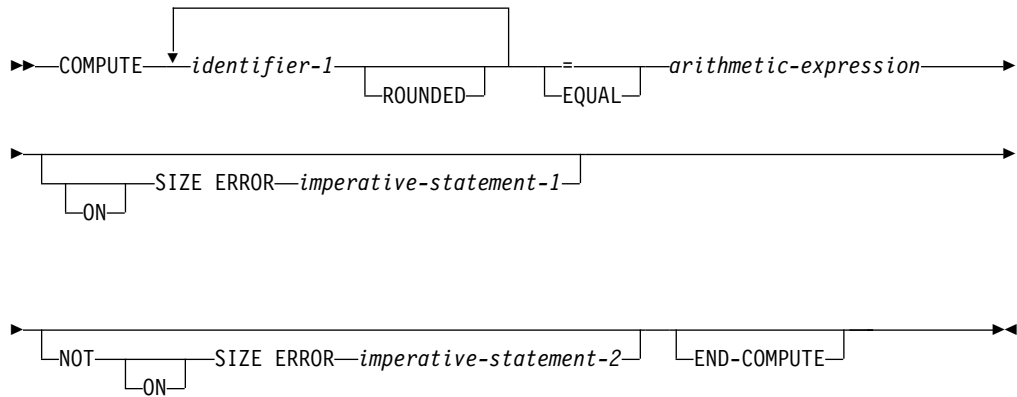 COMPUTE identifier-1 = arithmetic-expression
ROUNDED EQUAL
SIZE ERROR imperative-statement-1
ON
NOT SIZE ERROR imperative-statement-2 END-COMPUTE
ON